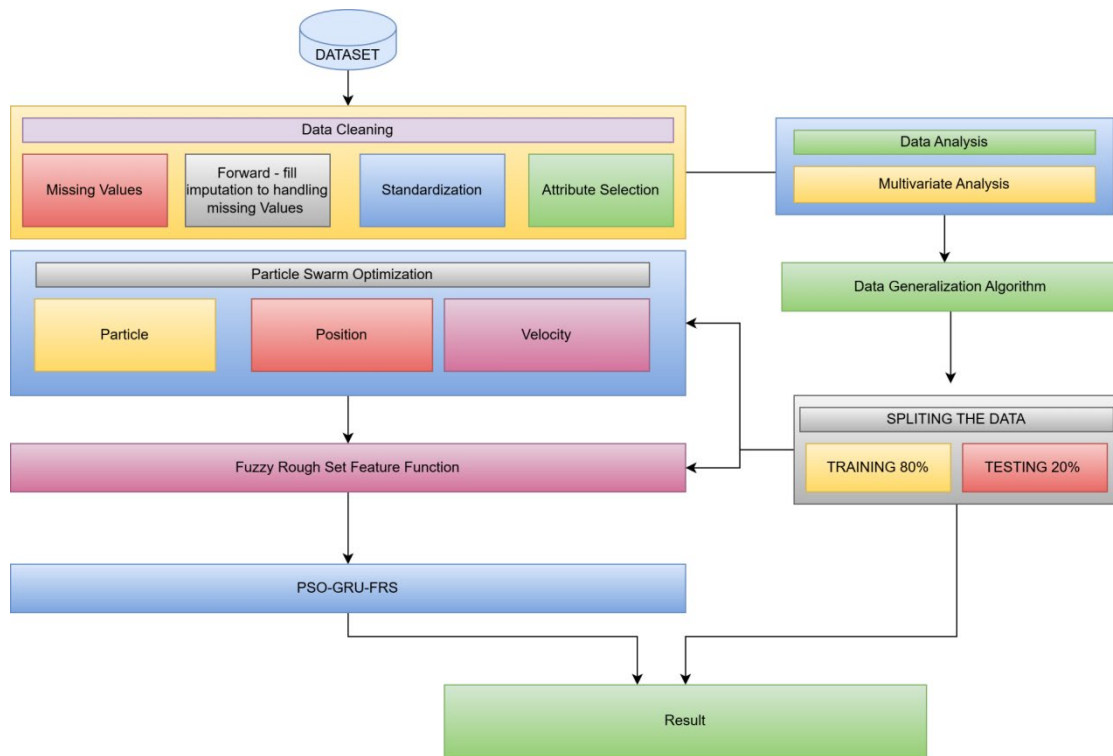 DATASET
Data Cleaning
Missing Values
Forward - fill
imputation to handling
missing Values
Standardization
Attribute Selection
Data Analysis
Multivariate Analysis
Particle Swarm Optimization
Particle
Position
Velocity
Data Generalization Algorithm
SPLITING THE DATA
TRAINING 80%
TESTING 20%
Fuzzy Rough Set Feature Function
PSO-GRU-FRS
Result